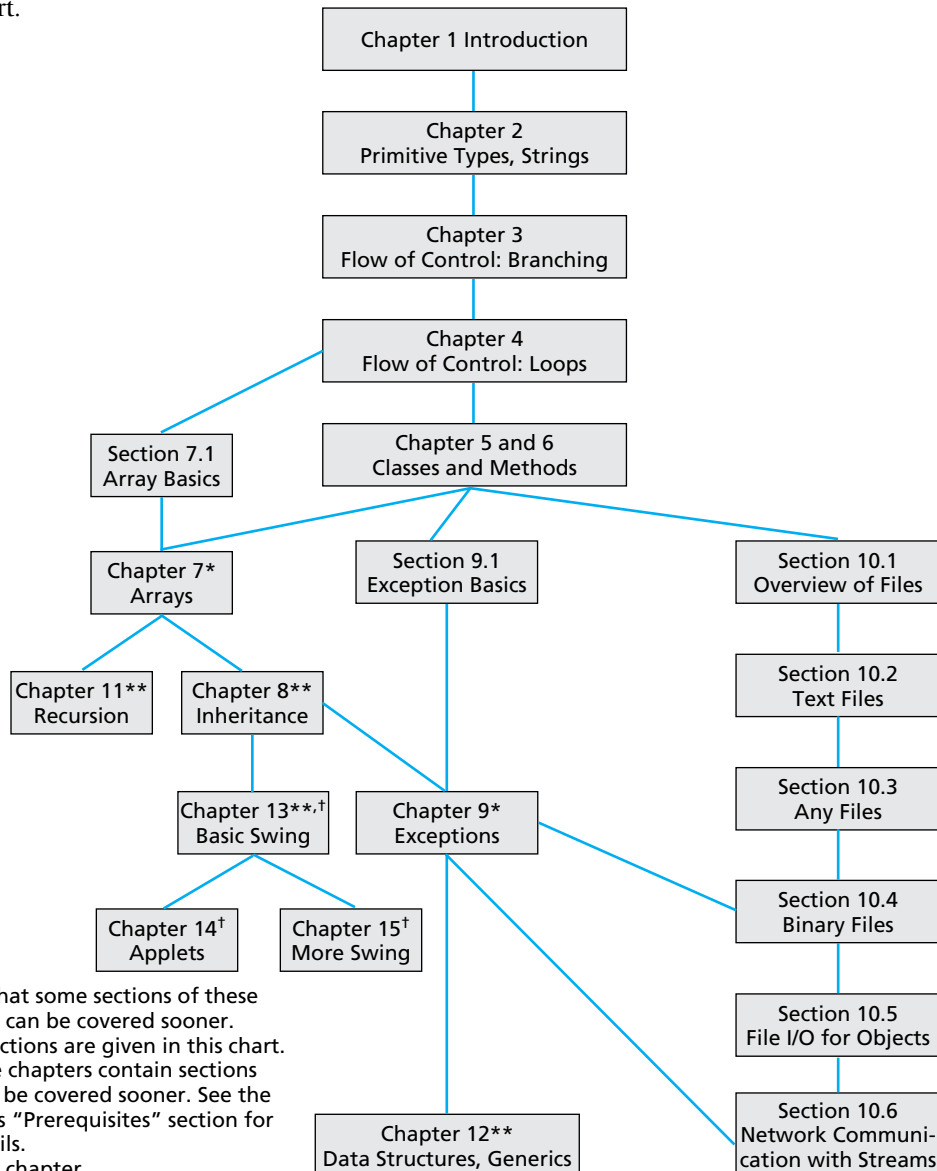 rt.
Chapter 1 Introduction
Chapter 2
Primitive Types, Strings
Chapter 3
Flow of Control: Branching
Chapter 4
Flow of Control: Loops
Section 7.1
Array Basics
Chapter 5 and 6
Classes and Methods
Chapter 7*
Arrays
Section 9.1
Exception Basics
Section 10.1
Overview of Files
Chapter 11**
Recursion
Chapter 8**
Inheritance
Section 10.2
Text Files
Chapter 13**,†
Basic Swing
Chapter 9*
Exceptions
Section 10.3
Any Files
Chapter 14†
Applets
Chapter 15†
More Swing
Section 10.4
Binary Files
hat some sections of these
can be covered sooner.
ctions are given in this chart.
e chapters contain sections
be covered sooner. See the
s “Prerequisites” section for
ils.
chapter
Section 10.5
File I/O for Objects
Chapter 12**
Data Structures, Generics
Section 10.6
Network Communi-
cation with Streams